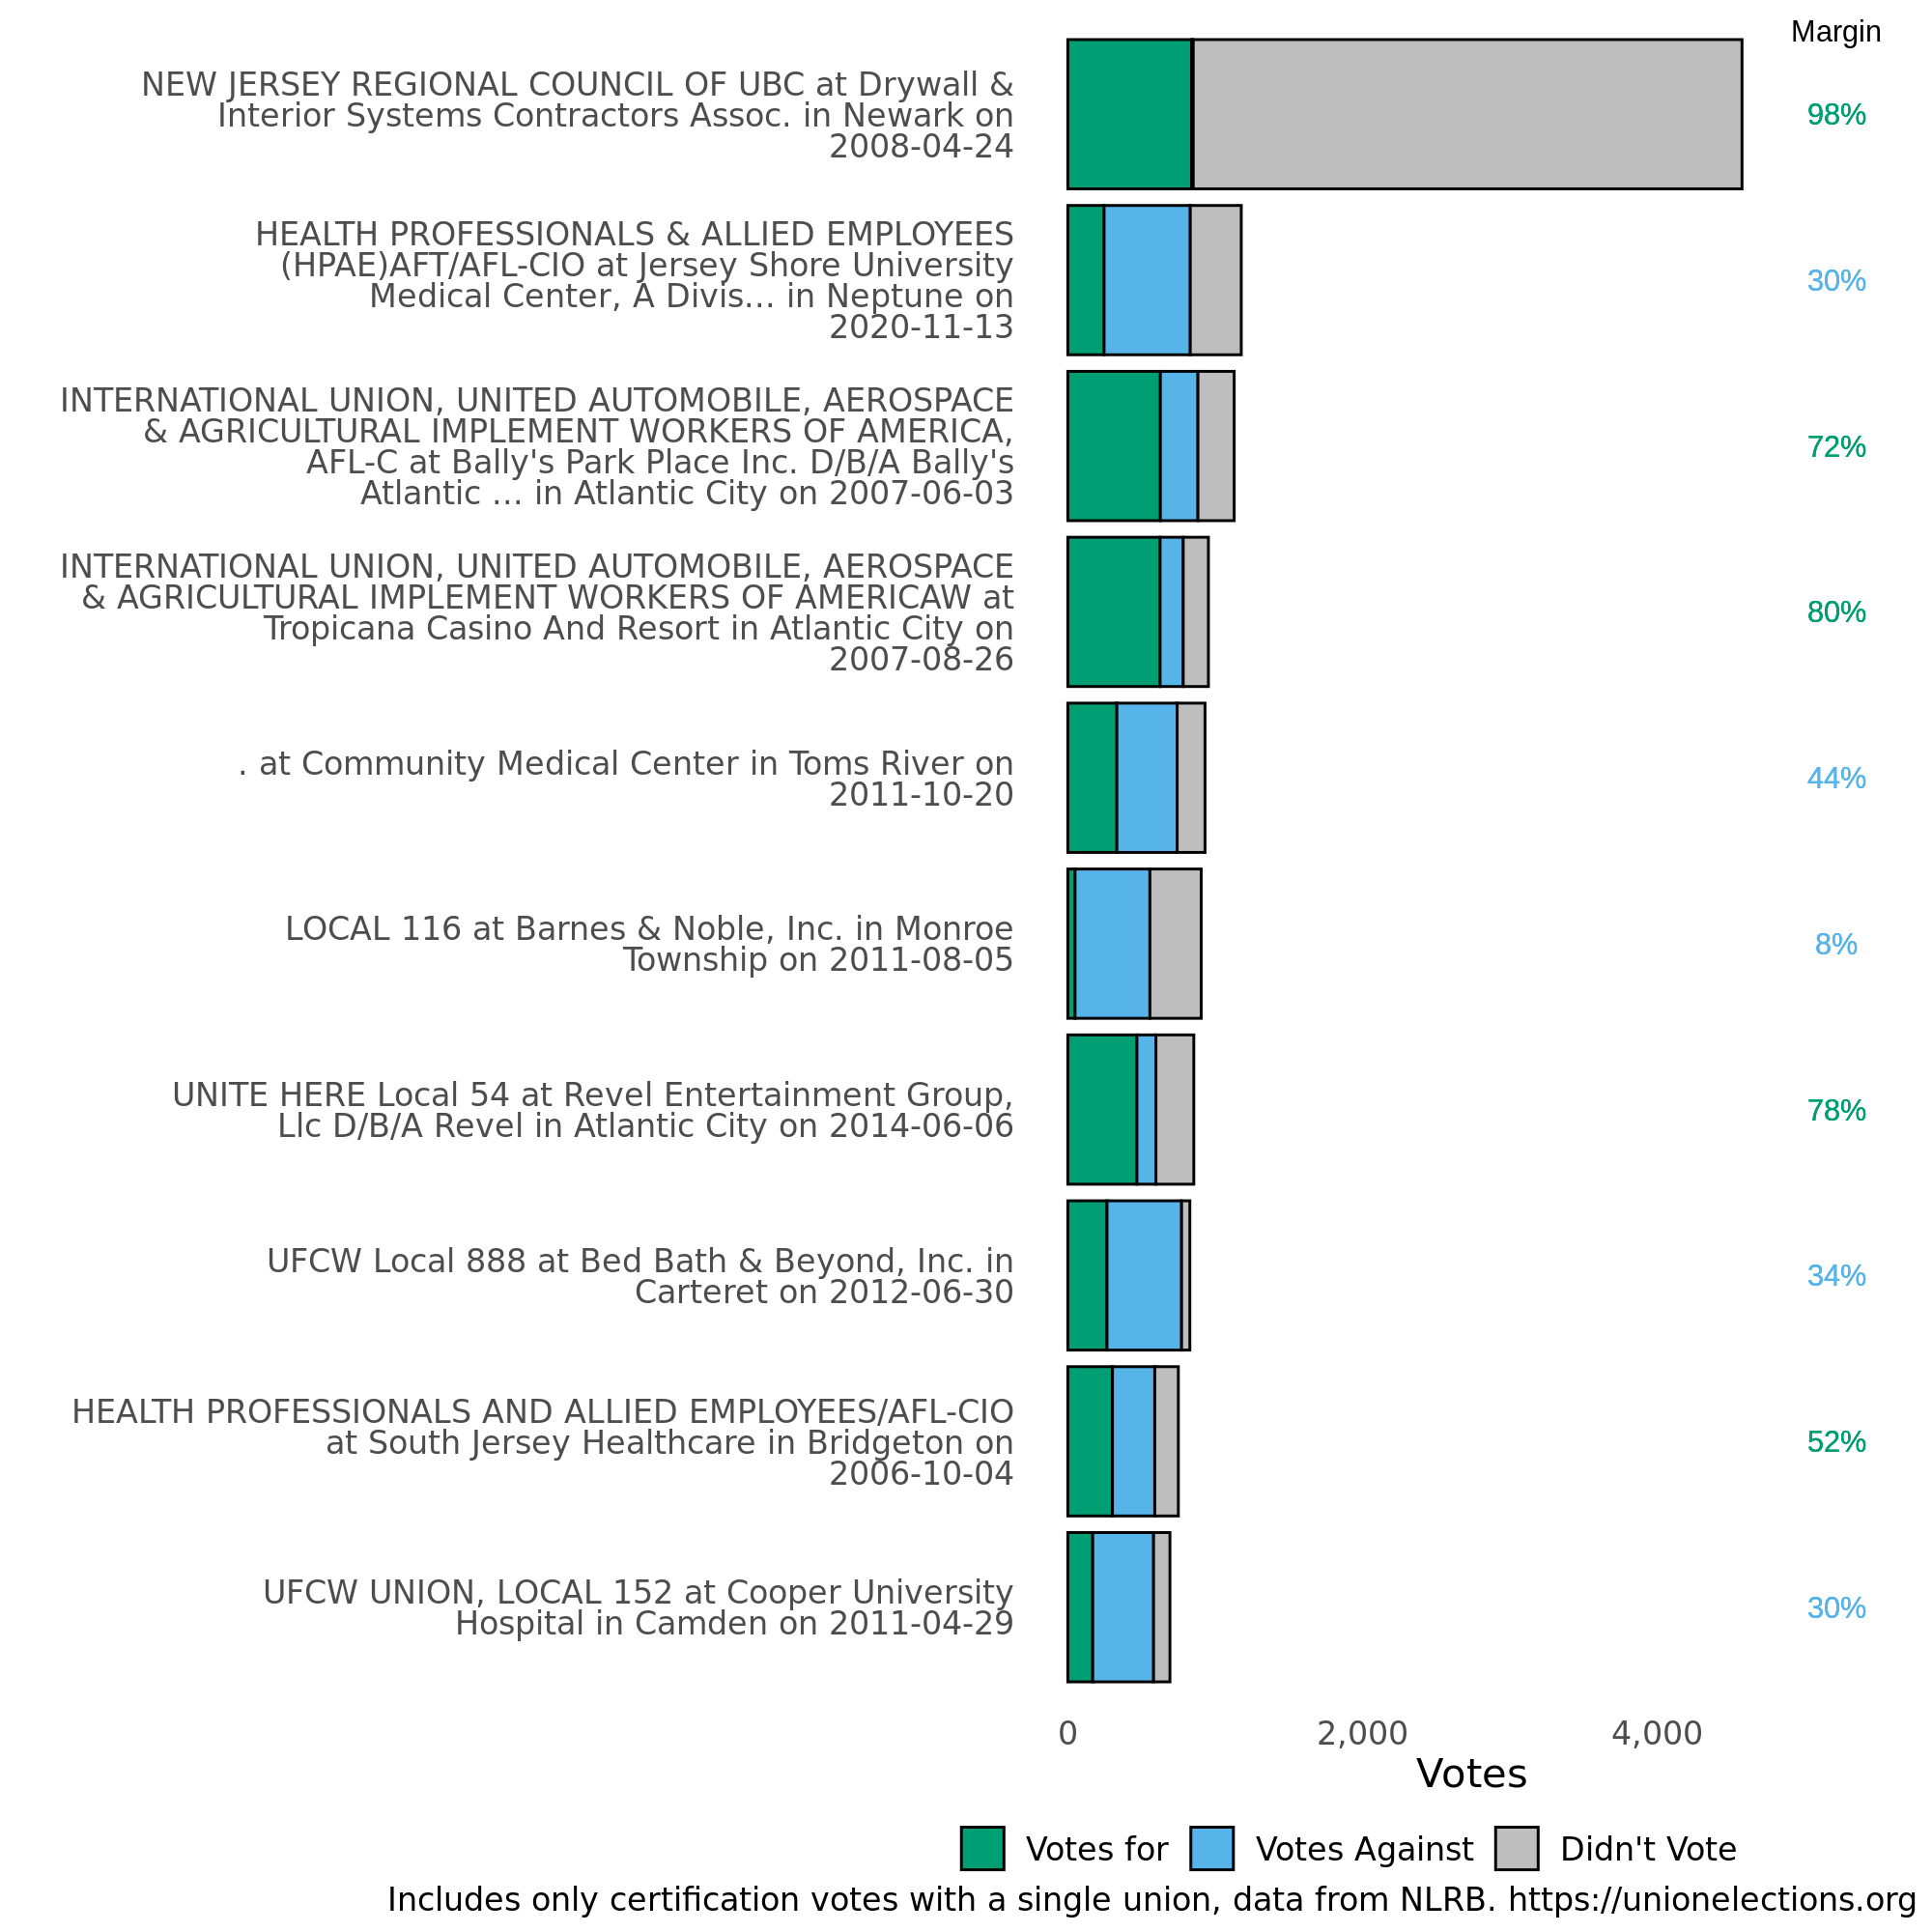 Margin
NEW JERSEY REGIONAL COUNCIL OF UBC at Drywall &
Interior Systems Contractors Assoc. in Newark on
2008-04-24
98%
HEALTH PROFESSIONALS & ALLIED EMPLOYEES
(HPAE)AFT/AFL-CIO at Jersey Shore University
Medical Center, A Divis... in Neptune on
2020-11-13
30%
INTERNATIONAL UNION, UNITED AUTOMOBILE, AEROSPACE
& AGRICULTURAL IMPLEMENT WORKERS OF AMERICA,
AFL-C at Bally's Park Place Inc. D/B/A Bally's
Atlantic ... in Atlantic City on 2007-06-03
72%
INTERNATIONAL UNION, UNITED AUTOMOBILE, AEROSPACE
& AGRICULTURAL IMPLEMENT WORKERS OF AMERICAW at
Tropicana Casino And Resort in Atlantic City on
2007-08-26
80%
. at Community Medical Center in Toms River on
2011-10-20
44%
LOCAL 116 at Barnes & Noble, Inc. in Monroe
Township on 2011-08-05
8%
UNITE HERE Local 54 at Revel Entertainment Group,
Llc D/B/A Revel in Atlantic City on 2014-06-06
78%
UFCW Local 888 at Bed Bath & Beyond, Inc. in
Carteret on 2012-06-30
34%
HEALTH PROFESSIONALS AND ALLIED EMPLOYEES/AFL-CIO
at South Jersey Healthcare in Bridgeton on
2006-10-04
52%
UFCW UNION, LOCAL 152 at Cooper University
Hospital in Camden on 2011-04-29
30%
0 2,000 4,000
Votes
Votes for Votes Against Didn't Vote
Includes only certification votes with a single union, data from NLRB. https://unionelections.org